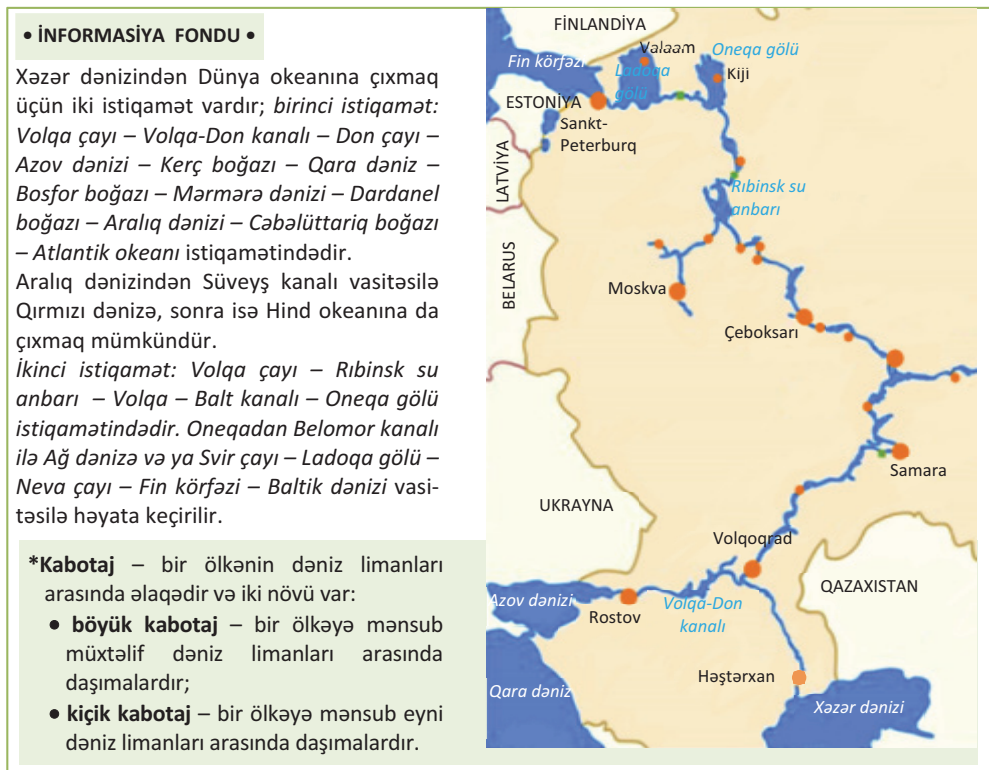 • İNFORMASİYA FONDU •
Xəzər dənizindən Dünya okeanına çıxmaq
üçün iki istiqamət vardır; birinci istiqamət:
Volqa çayı – Volqa-Don kanalı – Don çayı –
Azov dənizi – Kerç boğazı – Qara dəniz –
Bosfor boğazı – Mərmərə dənizi – Dardanel
boğazı – Aralıq dənizi – Cəbəlüttariq boğazı
– Atlantik okeanı istiqamətindədir.
Aralıq dənizindən Süveyş kanalı vasitəsilə
Qırmızı dənizə, sonra isə Hind okeanına da
çıxmaq mümkündür.
İkinci istiqamət: Volqa çayı – Rıbinsk su
anbarı – Volqa – Balt kanalı – Oneqa gölü
istiqamətindədir. Oneqadan Belomor kanalı
ilə Ağ dənizə və ya Svir çayı – Ladoqa gölü –
Neva çayı – Fin körfəzi – Baltik dənizi vasi-
təsilə həyata keçirilir.
*Kabotaj – bir ölkənin dəniz limanları
arasında əlaqədir və iki növü var:
• böyük kabotaj – bir ölkəyə mənsub
müxtəlif dəniz limanları arasında
daşımalardır;
• kiçik kabotaj – bir ölkəyə mənsub eyni
dəniz limanları arasında daşımalardır.
FİNLANDİYA
Fin körfəzi
Valaam
Oneqa gölü
Ladoqa
gölü
Kiji
ESTONİYA
Sankt-
Peterburq
LATVİYA
Rıbinsk su
anbarı
BELARUS
Moskva
Çeboksarı
Samara
UKRAYNA
Volqoqrad
QAZAXISTAN
Azov dənizi
Rostov
Volqa-Don
kanalı
Həştərxan
Qara dəniz
Xəzər dənizi